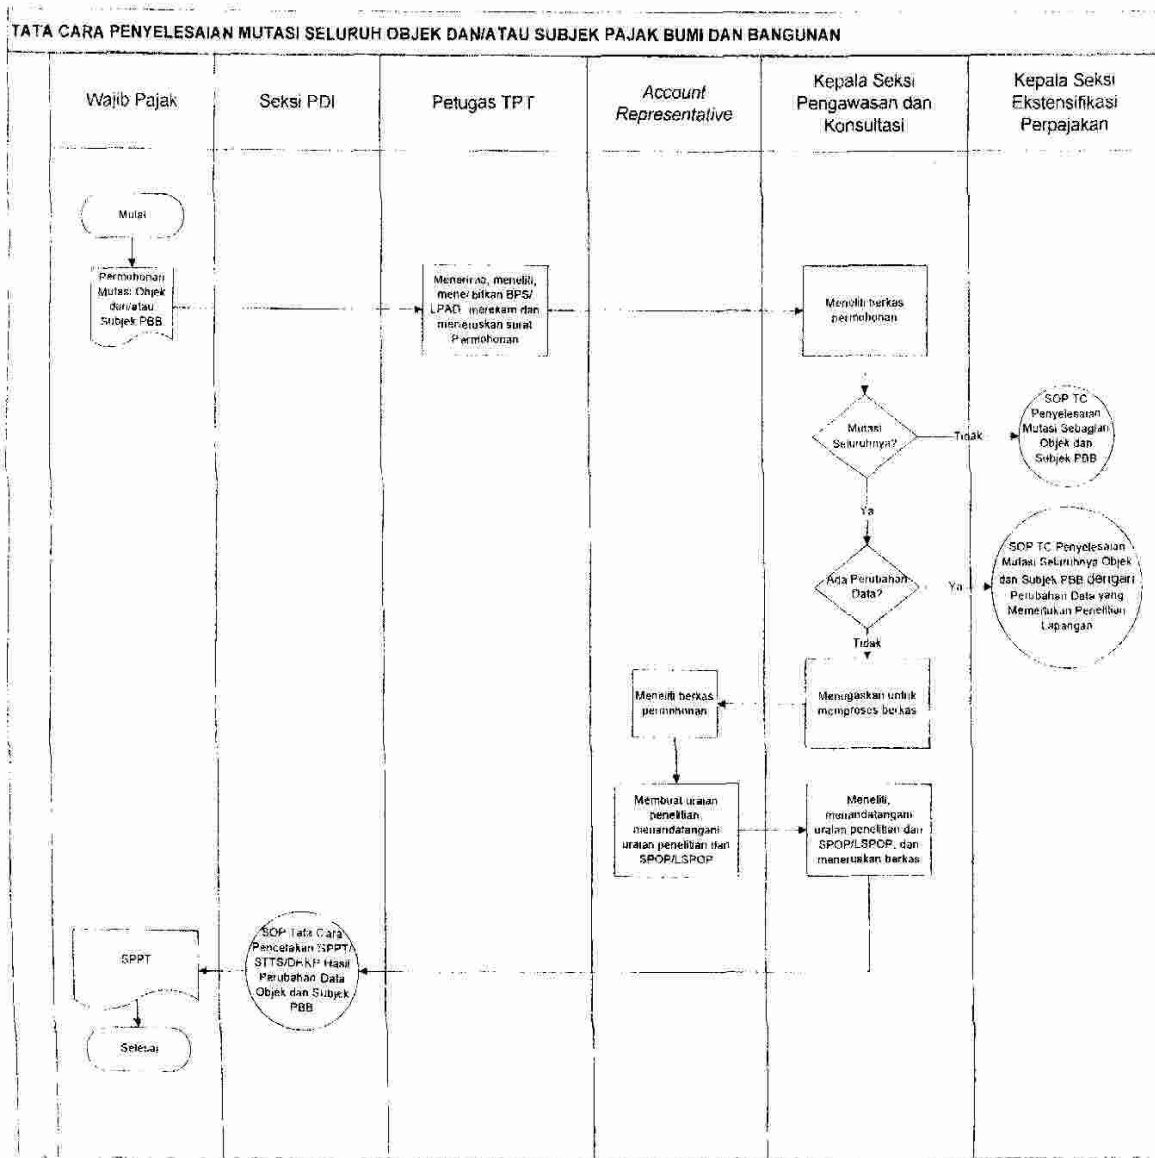 TATA CARA PENYELESAIAN MUTASI SELURUH OBJEK DAN/ATAU SUBJEK PAJAK BUMI DAN BANGUNAN
Wajib Pajak
Seksi PDI
Petugas TPT
Account
Representative
Kepala Seksi
Pengawasan dan
Konsultasi
Kepala Seksi
Ekstensifikasi
Perpajakan
Mulai
Permohonan
Mutasi Objek
dan/atau
Subjek PBB
Menerima, meneliti,
menerbitkan BPS/
LPAD, merekam dan
meneruskan surat
Permohonan
Meneliti berkas
permohonan
Mutasi
Seluruhnya?
Tidak
SOP TC
Penyelesaian
Mutasi Sebagian
Objek dan
Subjek PBB
Ya
Ada Perubahan
Data?
Ya
SOP TC Penyelesaian
Mutasi Seluruhnya Objek
dan Subjek PBB dengan
Perubahan Data yang
Memerlukan Penelitian
Lapangan
Tidak
Menugaskan untuk
memproses berkas
Meneliti berkas
permohonan
Membuat uraian
penelitian,
menandatangani
uraian penelitian dan
SPOP/LSPOP
Meneliti,
menandatangani
uraian penelitian dan
SPOP/LSPOP, dan
meneruskan berkas
SOP Tata Cara
Pencetakan SPPT/
STTS/DHKP Hasil
Perubahan Data
Objek dan Subjek
PBB
SPPT
Selesai